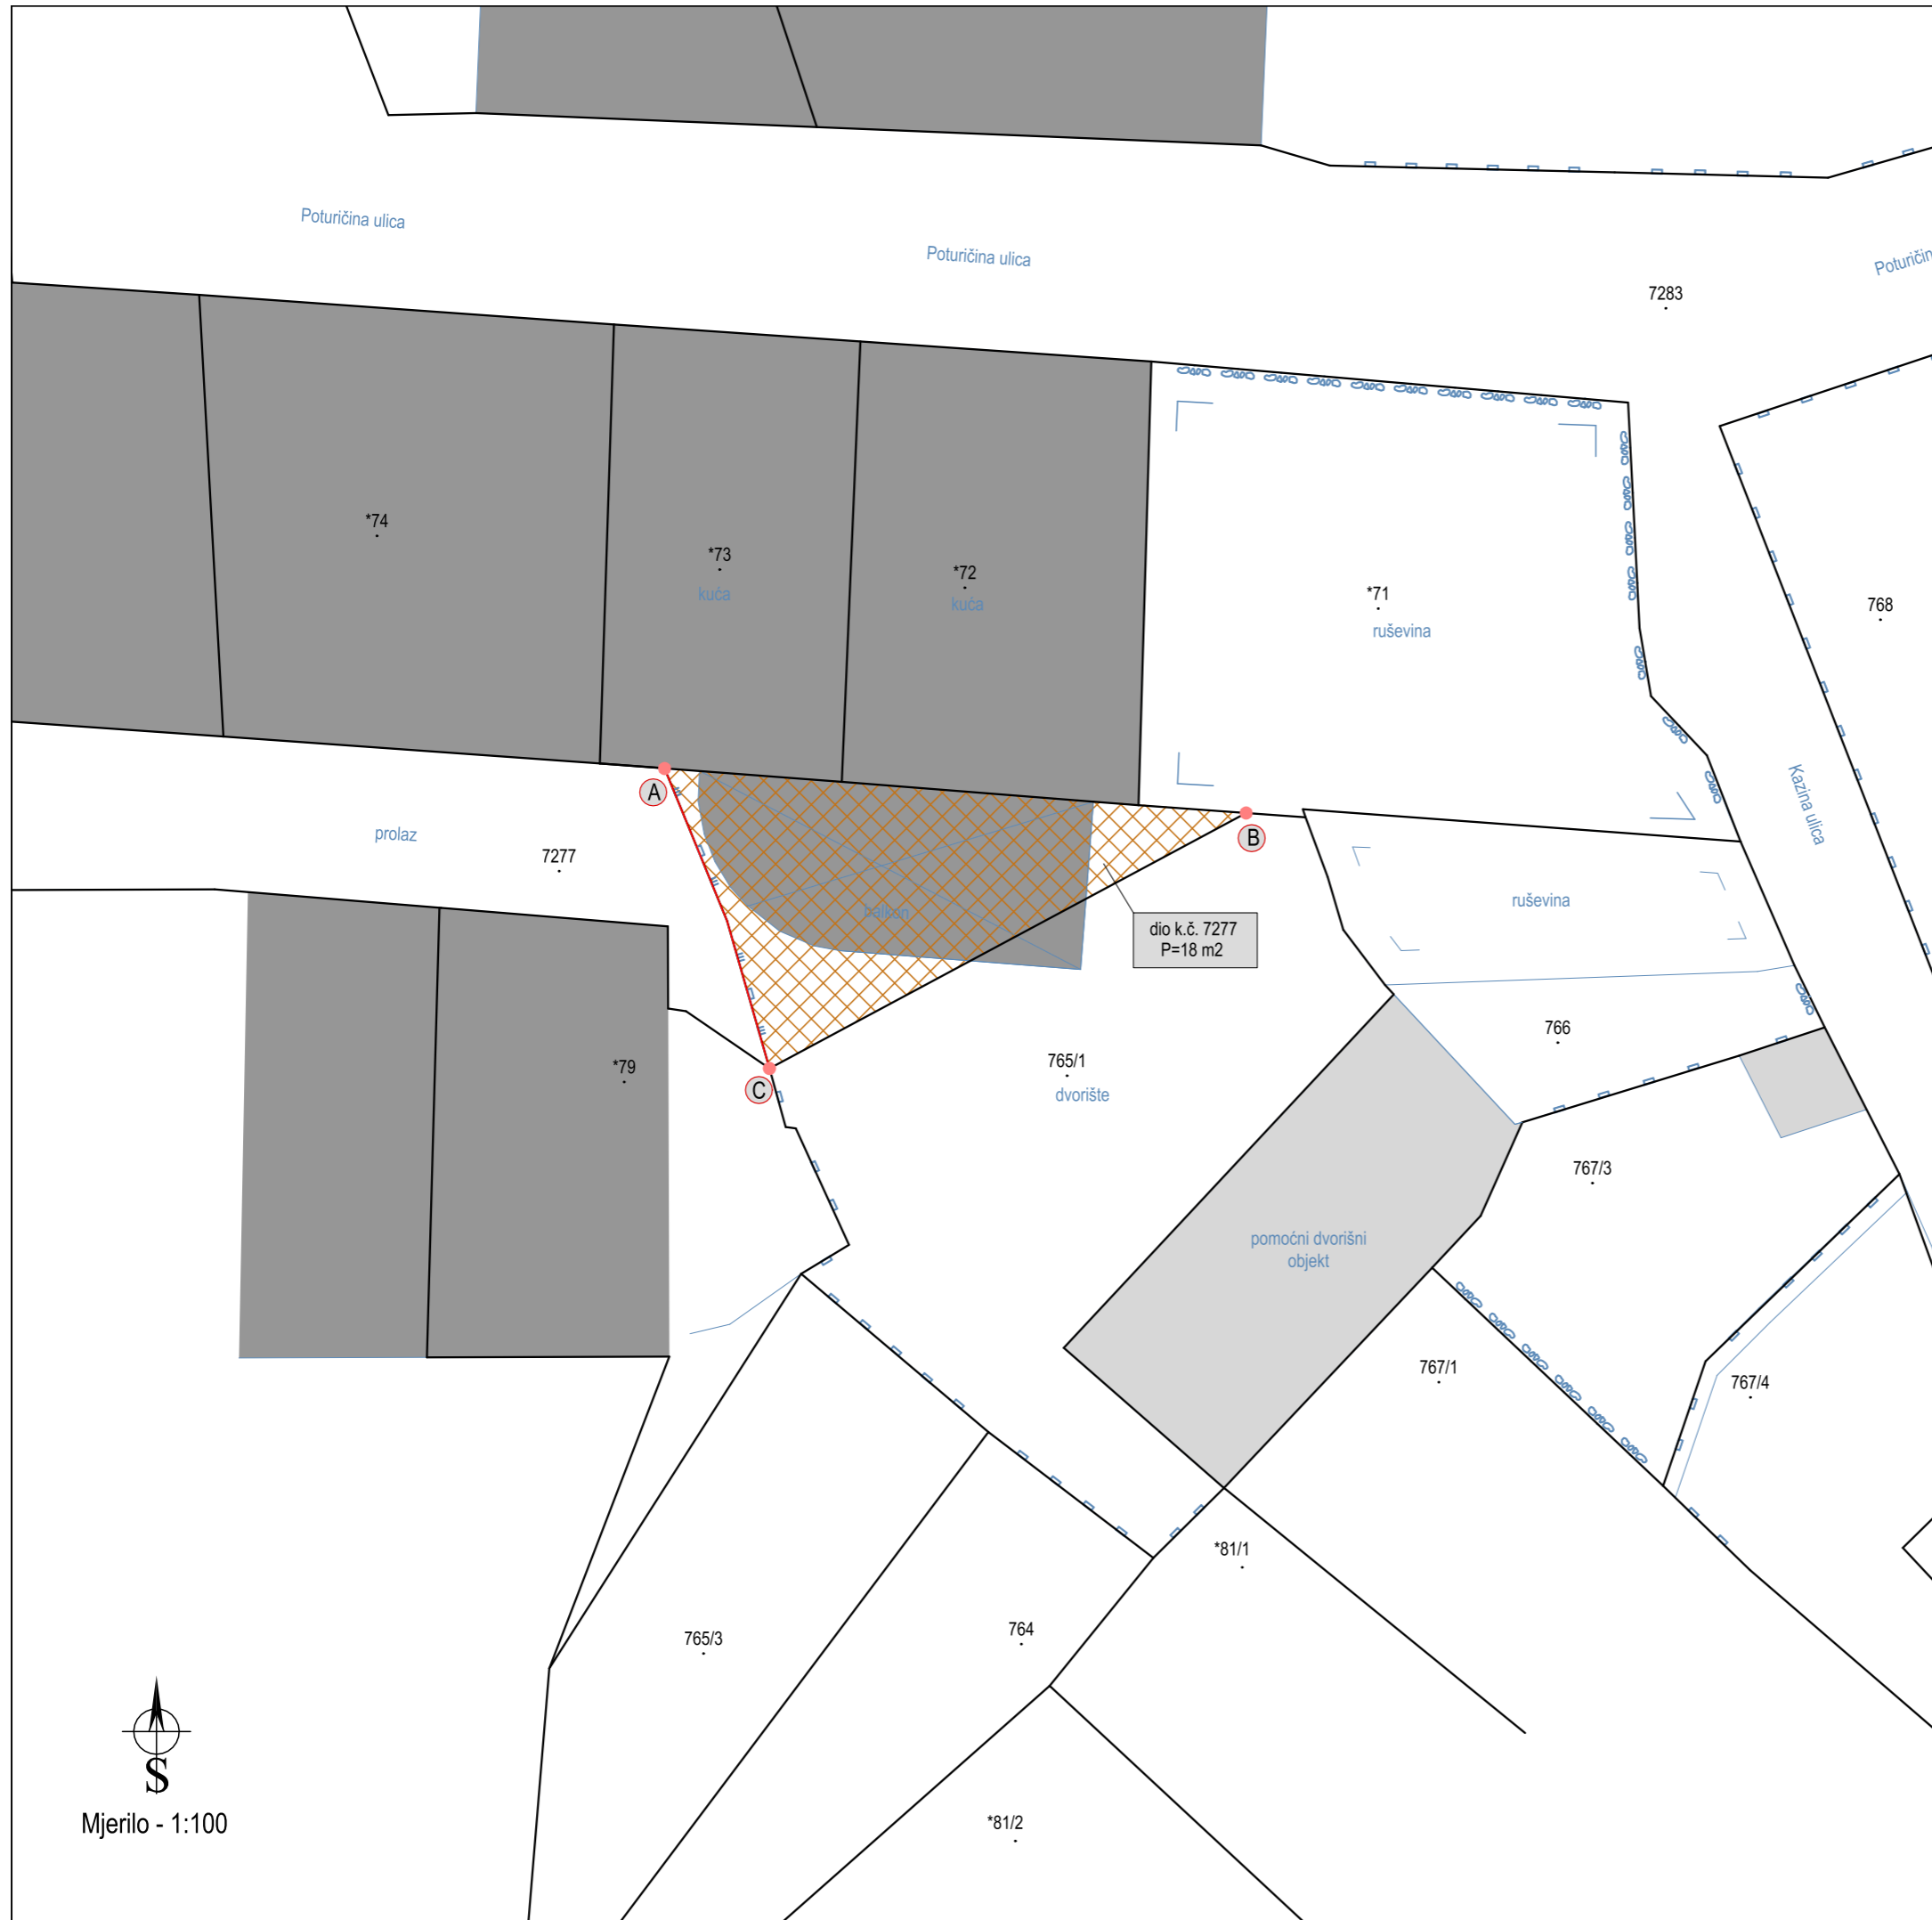 Poturičina ulica
Poturičina ulica
Poturičin
7283
*74
*73
kuća
*72
kuća
*71
ruševina
768
Kazina ulica
A
B
prolaz
7277
balkon
dio k.č. 7277
P=18 m2
ruševina
766
*79
C
765/1
dvorište
767/3
pomoćni dvorišni
objekt
767/1
767/4
*81/1
765/3
764
*81/2
S
Mjerilo - 1:100